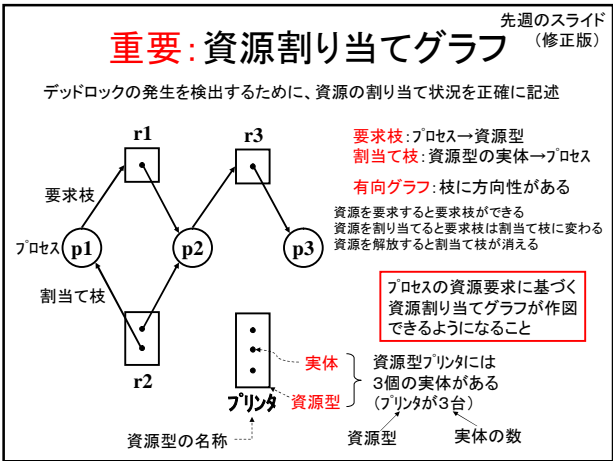 先週のスライド
(修正版)
重要:資源割り当てグラフ
デッドロックの発生を検出するために、資源の割り当て状況を正確に記述
r1
r3
要求枝:プロセス→資源型
割当て枝:資源型の実体→プロセス
要求枝
有向グラフ:枝に方向性がある
資源を要求すると要求枝ができる
資源を割り当てると要求枝は割当て枝に変わる
資源を解放すると割当て枝が消える
プロセス
p1
p2
p3
割当て枝
プロセスの資源要求に基づく
資源割り当てグラフが作図
できるようになること
r2
実体
資源型
プリンタ
資源型プリンタには
3個の実体がある
(プリンタが3台)
資源型の名称
資源型
実体の数